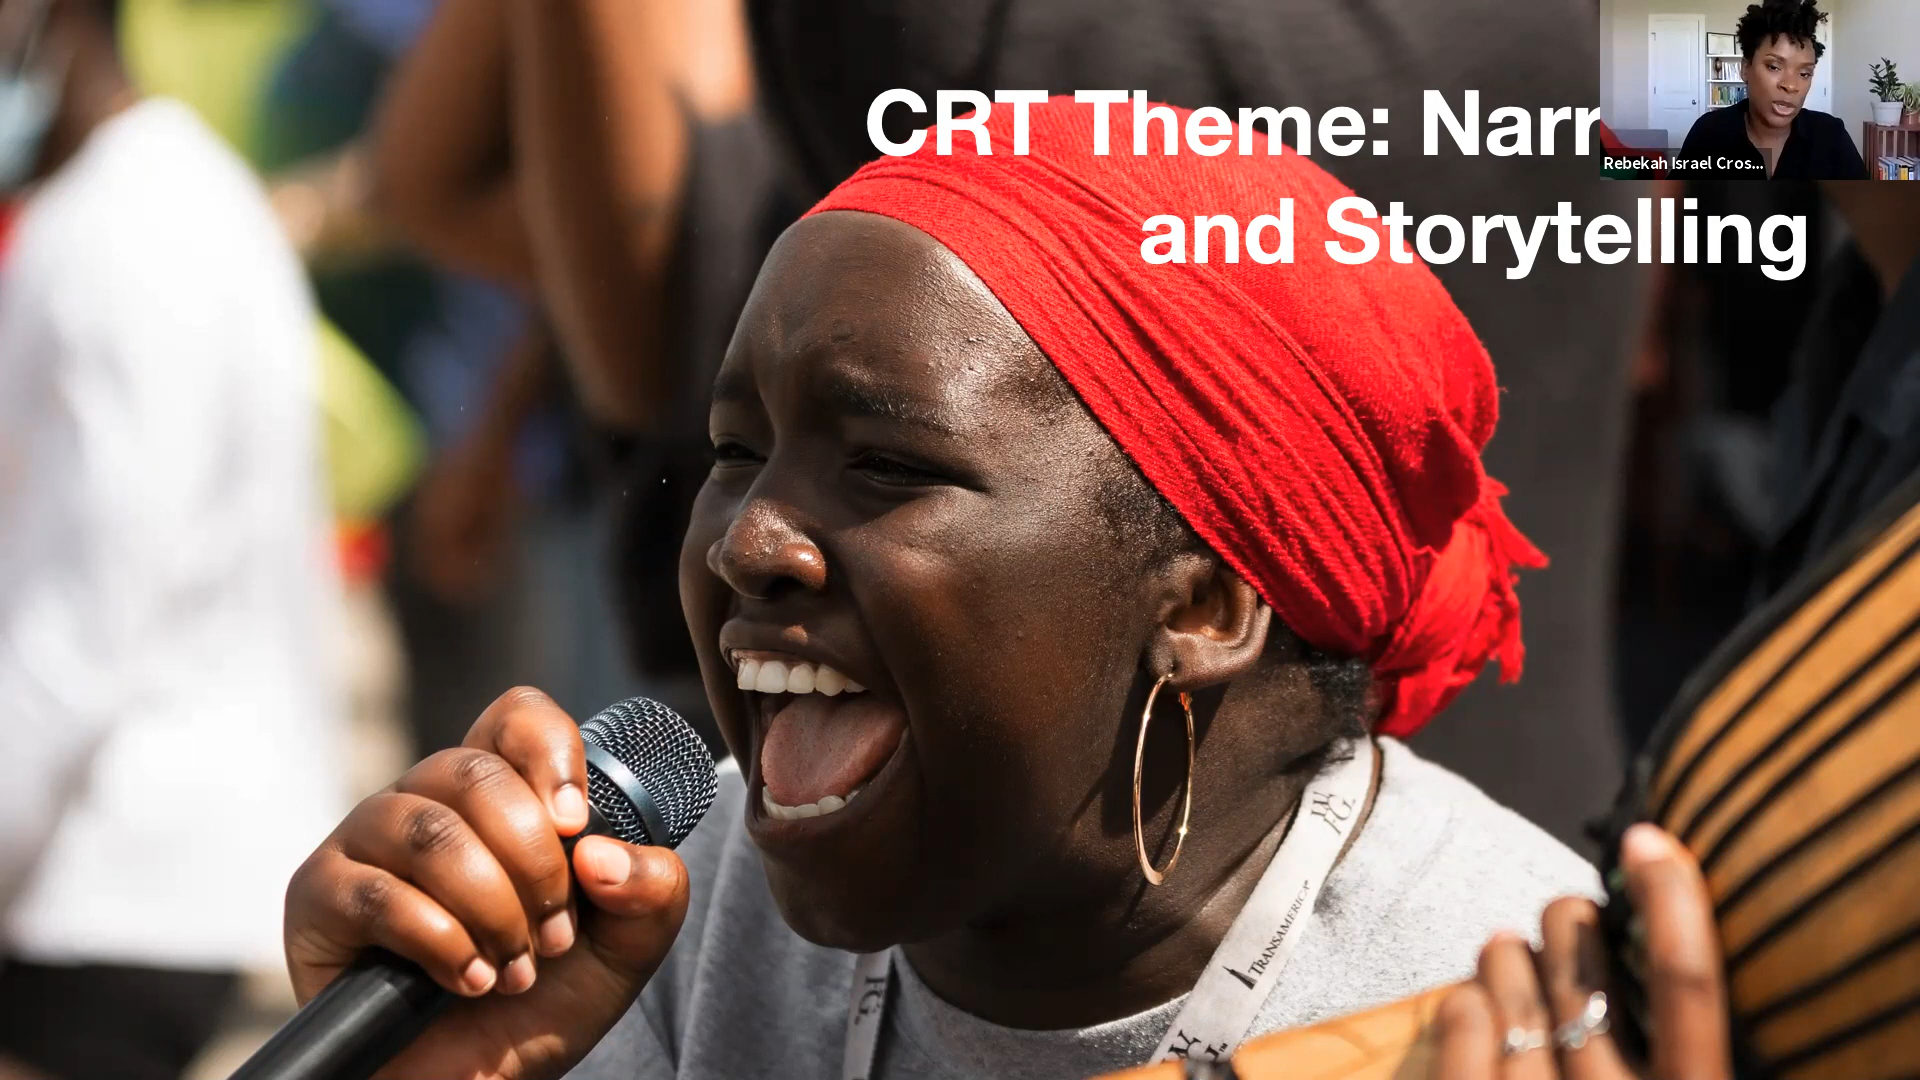 CRT Theme: Narr
and Storytelling
Rebekah Israel Cros...
TRANSAMERICA